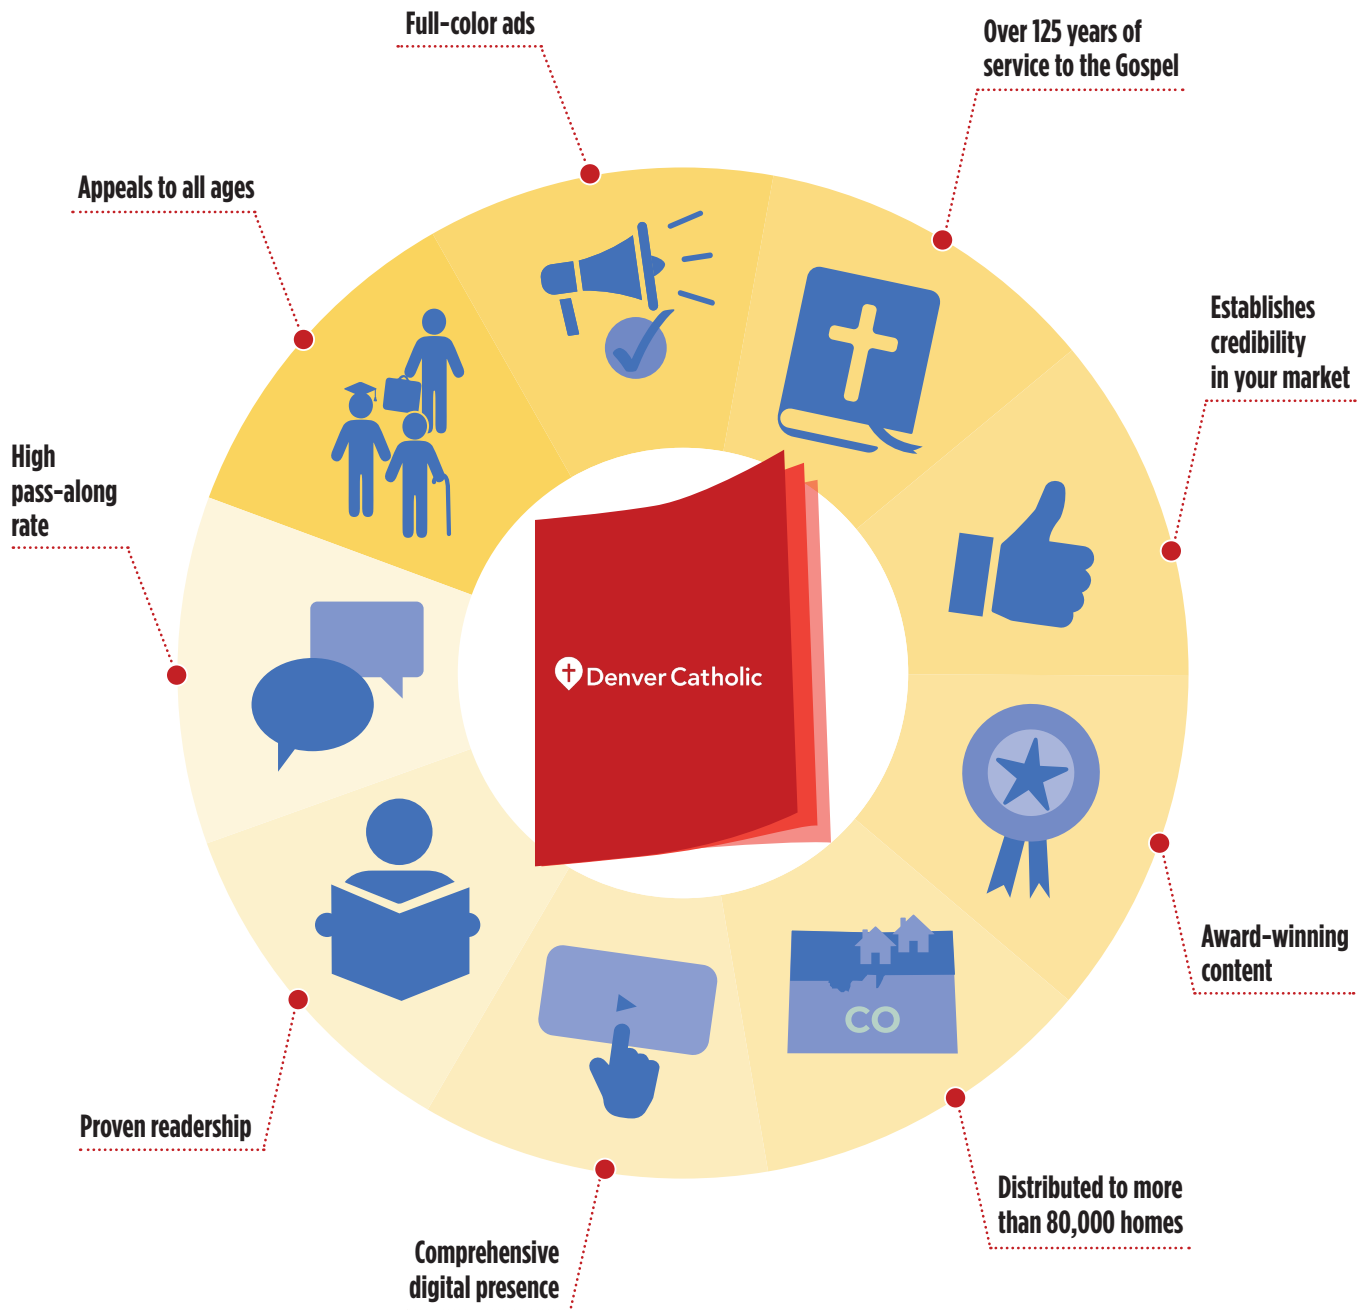 Full-color ads
Over 125 years of
service to the Gospel
Appeals to all ages
Establishes
credibility
in your market
High
pass-along
rate
Denver Catholic
Award-winning
content
CO
Proven readership
Distributed to more
than 80,000 homes
Comprehensive
digital presence